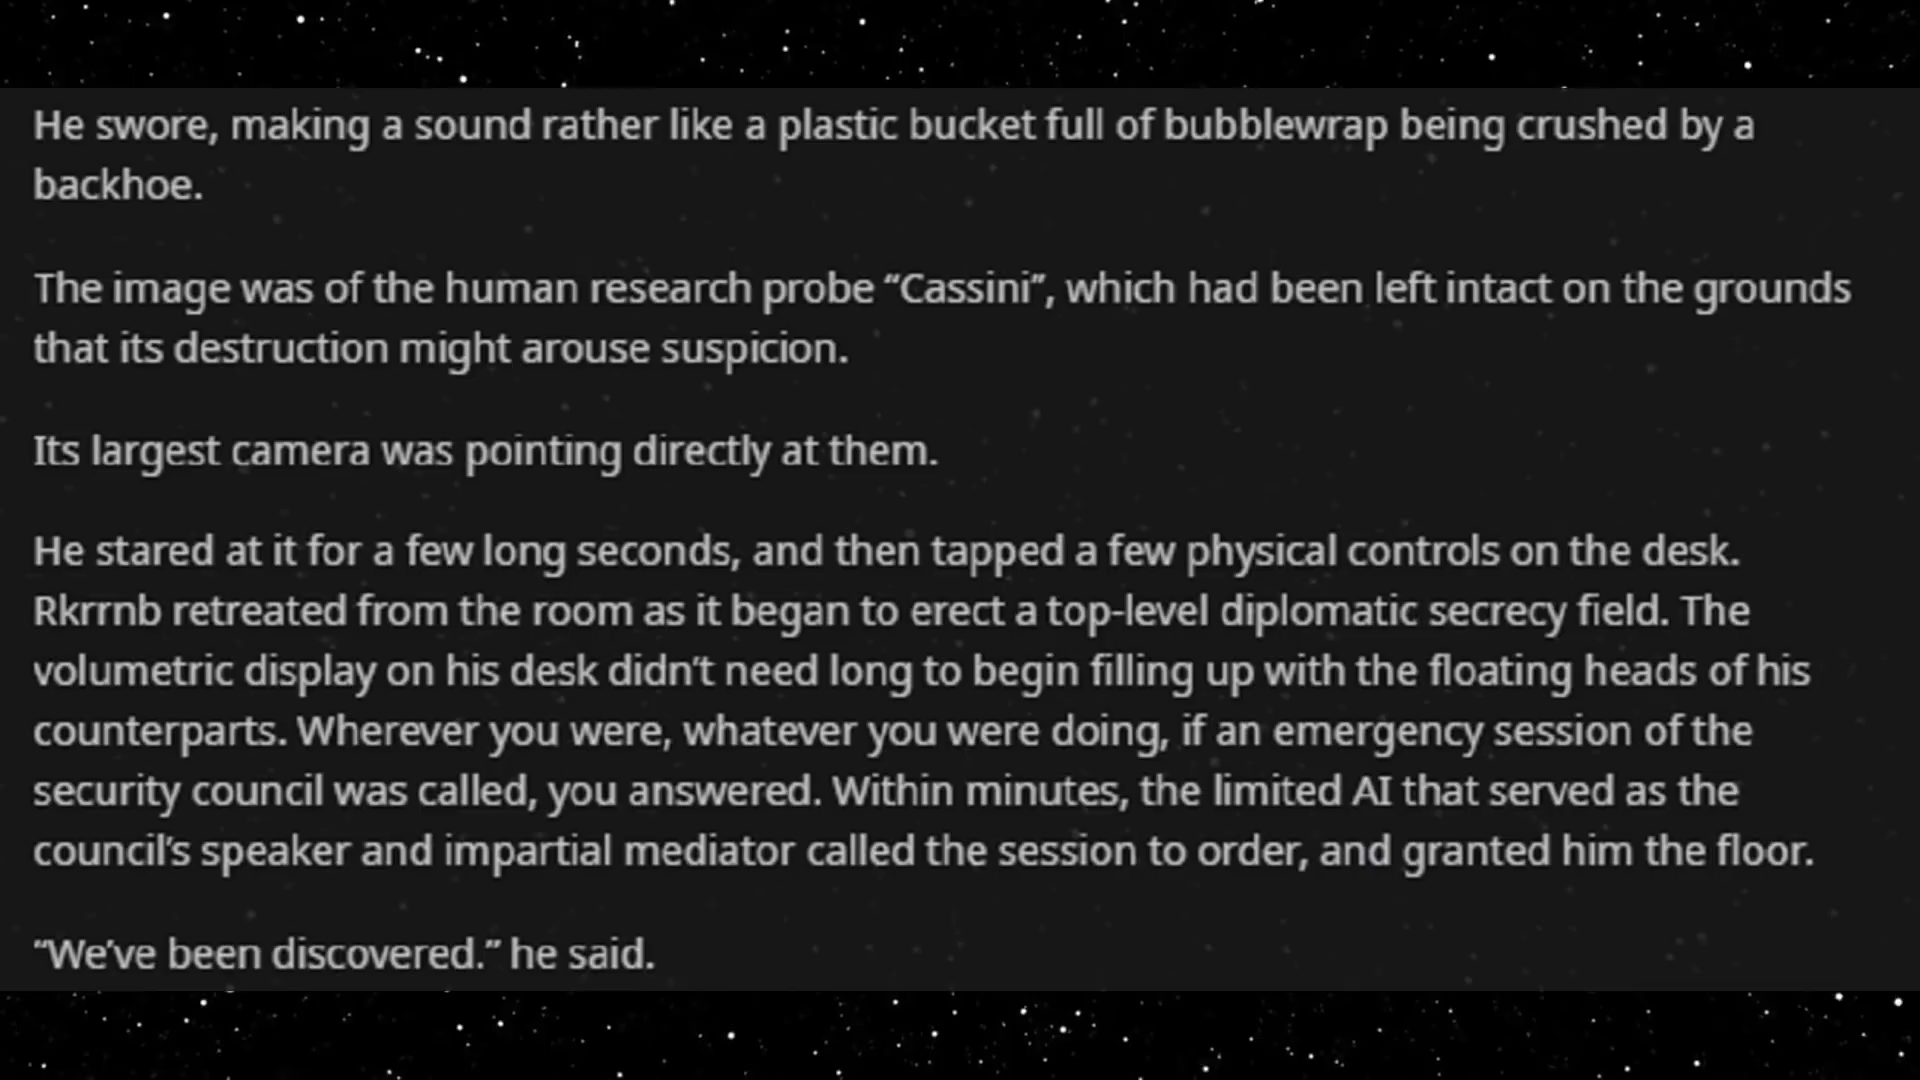 He swore, making a sound rather like a plastic bucket full of bubblewrap being crushed by a
backhoe.
The image was of the human research probe “Cassini”, which had been left intact on the grounds
that its destruction might arouse suspicion.
Its largest camera was pointing directly at them.
He stared at it for a few long seconds, and then tapped a few physical controls on the desk.
Rkrrnb retreated from the room as it began to erect a top-level diplomatic secrecy field. The
volumetric display on his desk didn’t need long to begin filling up with the floating heads of his
counterparts. Wherever you were, whatever you were doing, if an emergency session of the
security council was called, you answered. Within minutes, the limited AI that served as the
council’s speaker and impartial mediator called the session to order, and granted him the floor.
“We’ve been discovered.” he said.